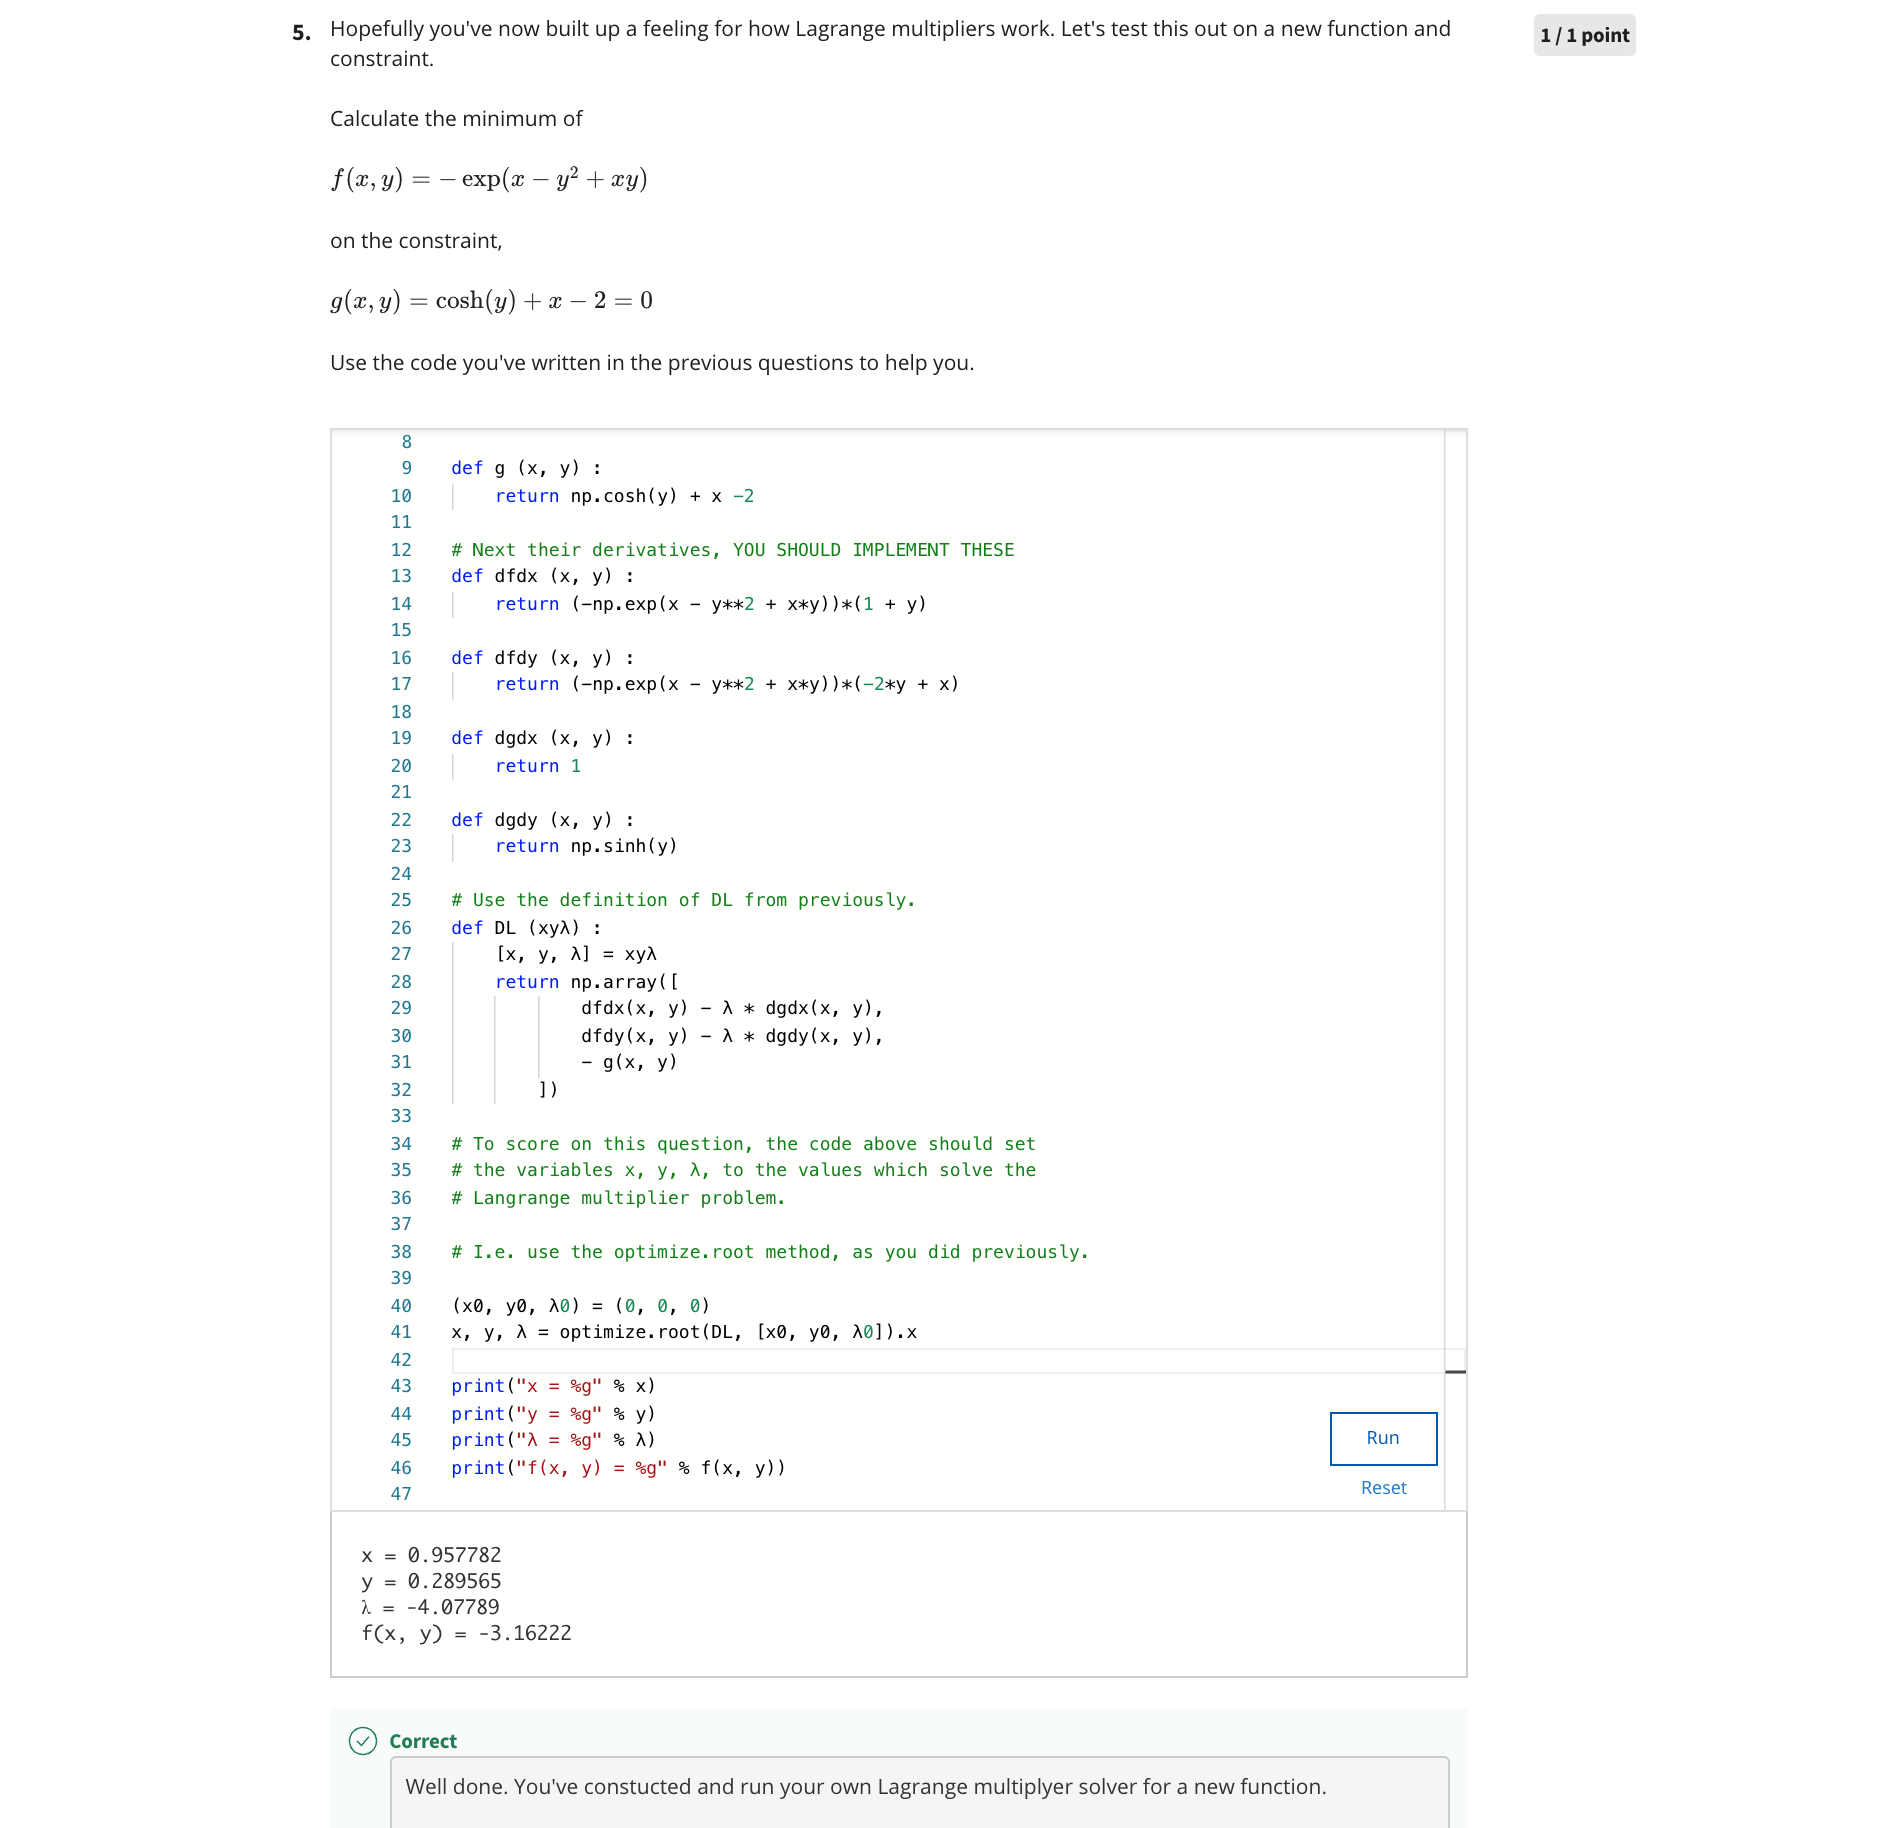 5. Hopefully you've now built up a feeling for how Lagrange multipliers work. Let's test this out on a new function and
1 / 1 point
constraint.
Calculate the minimum of
f(x, y) = − exp(x − y² + xy)
on the constraint,
g(x, y) = cosh(y) + x − 2 = 0
Use the code you've written in the previous questions to help you.
8
9 def g (x, y) :
10     return np.cosh(y) + x -2
11
12 # Next their derivatives, YOU SHOULD IMPLEMENT THESE
13 def dfdx (x, y) :
14     return (-np.exp(x - y**2 + x*y))*(1 + y)
15
16 def dfdy (x, y) :
17     return (-np.exp(x - y**2 + x*y))*(-2*y + x)
18
19 def dgdx (x, y) :
20     return 1
21
22 def dgdy (x, y) :
23     return np.sinh(y)
24
25 # Use the definition of DL from previously.
26 def DL (xyλ) :
27     [x, y, λ] = xyλ
28     return np.array([
29             dfdx(x, y) - λ * dgdx(x, y),
30             dfdy(x, y) - λ * dgdy(x, y),
31             - g(x, y)
32         ])
33
34 # To score on this question, the code above should set
35 # the variables x, y, λ, to the values which solve the
36 # Langrange multiplier problem.
37
38 # I.e. use the optimize.root method, as you did previously.
39
40 (x0, y0, λ0) = (0, 0, 0)
41 x, y, λ = optimize.root(DL, [x0, y0, λ0]).x
42
43 print("x = %g" % x)
44 print("y = %g" % y)
45 print("λ = %g" % λ)
46 print("f(x, y) = %g" % f(x, y))
47
Run
Reset
x = 0.957782
y = 0.289565
λ = -4.07789
f(x, y) = -3.16222
Correct
Well done. You've constucted and run your own Lagrange multiplyer solver for a new function.